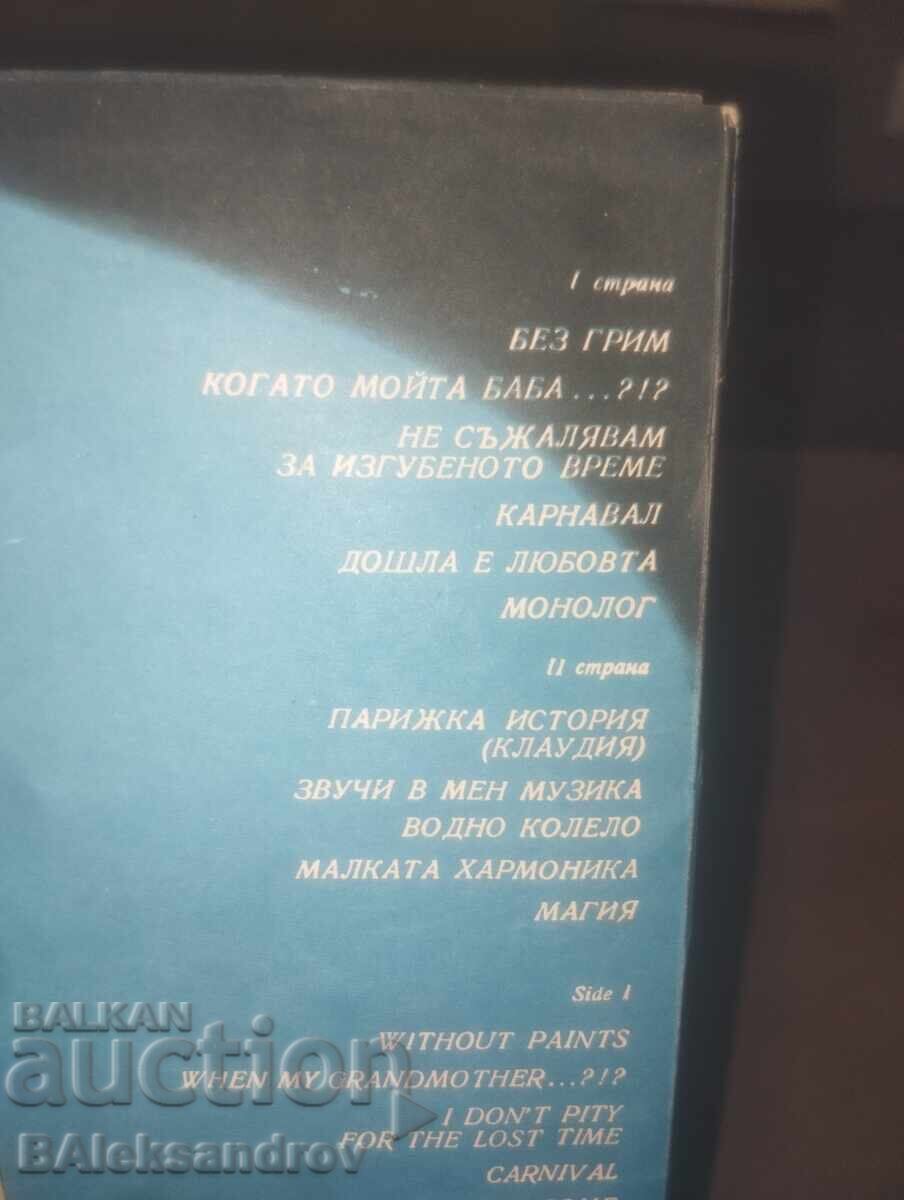 I страна
БЕЗ ГРИМ
КОГАТО МОЙТА БАБА...?!?
НЕ СЪЖАЛЯВАМ
ЗА ИЗГУБЕНОТО ВРЕМЕ
КАРНАВАЛ
ДОШЛА Е ЛЮБОВТА
МОНОЛОГ
II страна
ПАРИЖКА ИСТОРИЯ
(КЛАУДИЯ)
ЗВУЧИ В МЕН МУЗИКА
ВОДНО КОЛЕЛО
МАЛКАТА ХАРМОНИКА
МАГИЯ
Side I
WITHOUT PAINTS
WHEN MY GRANDMOTHER...?!?
I DON'T PITY
FOR THE LOST TIME
CARNIVAL
BALKAN
auction
BAleksandrov